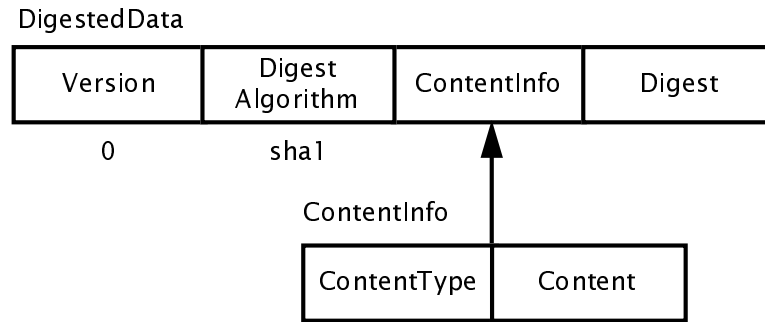 DigestedData
Version
Digest
Algorithm
ContentInfo
Digest
0
sha1
ContentInfo
ContentType
Content